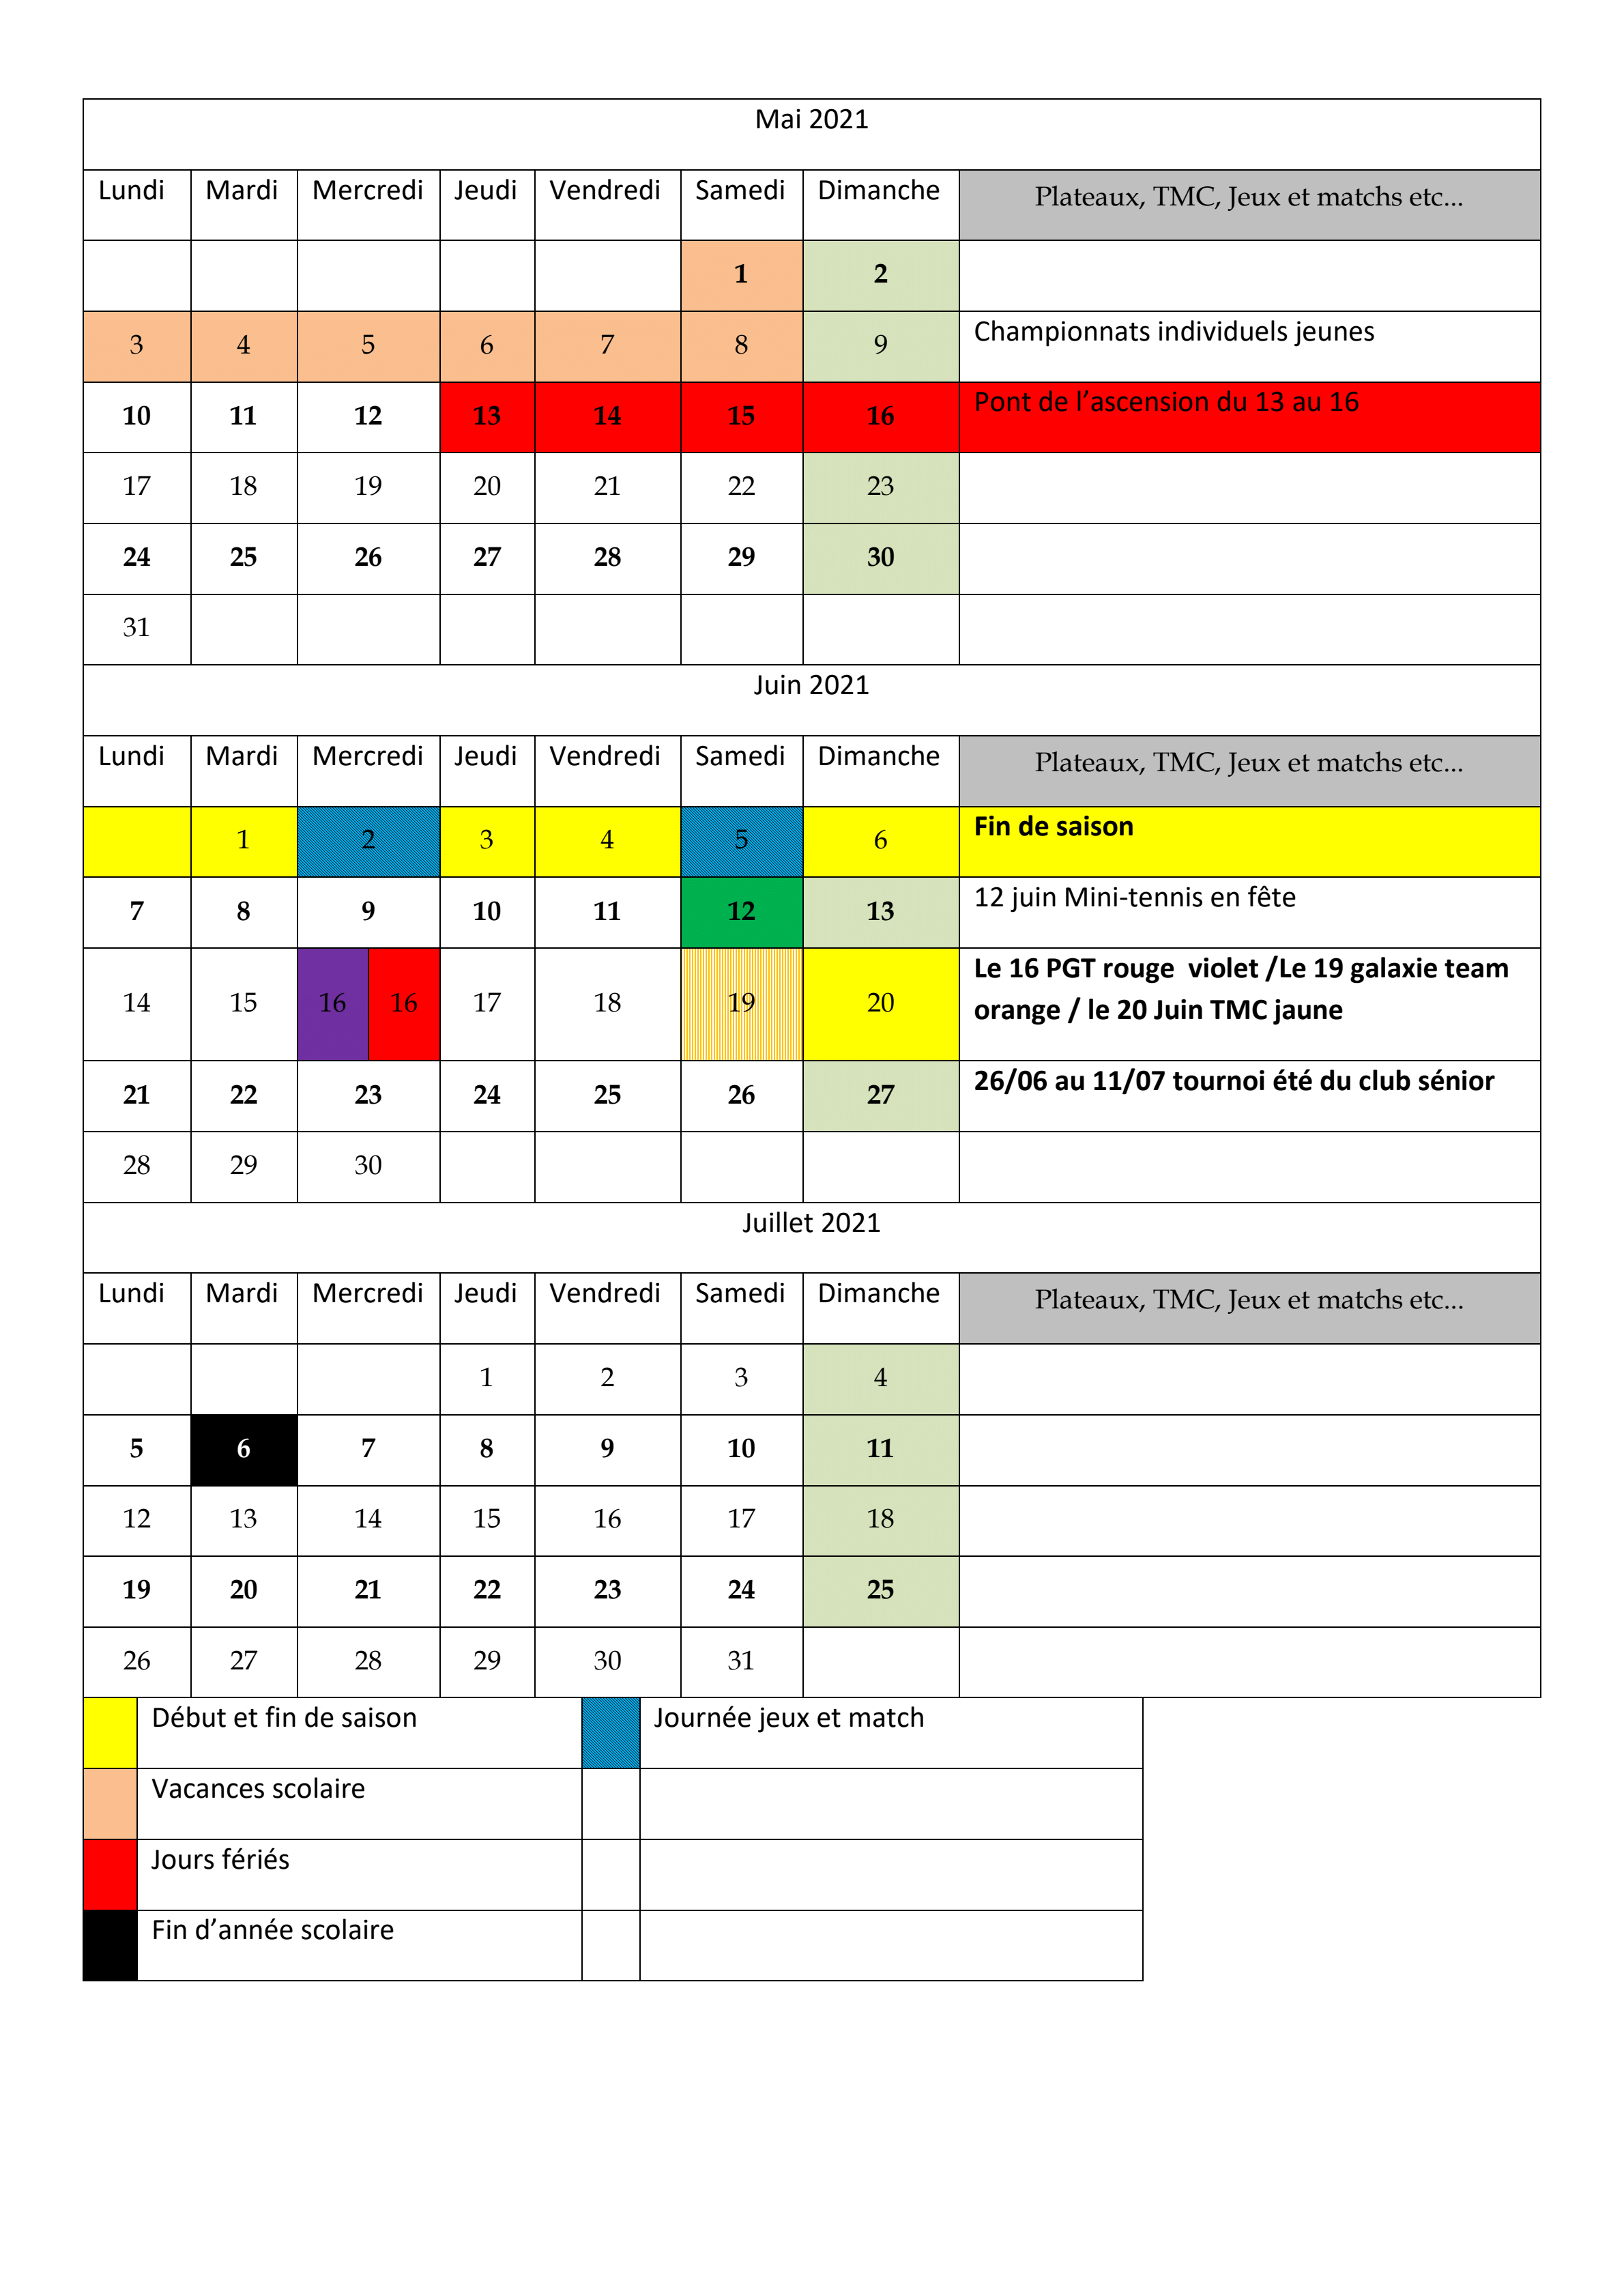 Mai 2021
Lundi Mardi Mercredi Jeudi Vendredi Samedi Dimanche Plateaux, TMC, Jeux et matchs etc...
1 2
3 4 5 6 7 8 9 Championnats individuels jeunes
10 11 12 13 14 15 16 Pont de l’ascension du 13 au 16
17 18 19 20 21 22 23
24 25 26 27 28 29 30
31
Juin 2021
Lundi Mardi Mercredi Jeudi Vendredi Samedi Dimanche Plateaux, TMC, Jeux et matchs etc...
1 2 3 4 5 6 Fin de saison
7 8 9 10 11 12 13 12 juin Mini-tennis en fête
14 15 16 16 17 18 19 20 Le 16 PGT rouge violet /Le 19 galaxie team
orange / le 20 Juin TMC jaune
21 22 23 24 25 26 27 26/06 au 11/07 tournoi été du club sénior
28 29 30
Juillet 2021
Lundi Mardi Mercredi Jeudi Vendredi Samedi Dimanche Plateaux, TMC, Jeux et matchs etc...
1 2 3 4
5 6 7 8 9 10 11
12 13 14 15 16 17 18
19 20 21 22 23 24 25
26 27 28 29 30 31
Début et fin de saison Journée jeux et match
Vacances scolaire
Jours fériés
Fin d’année scolaire